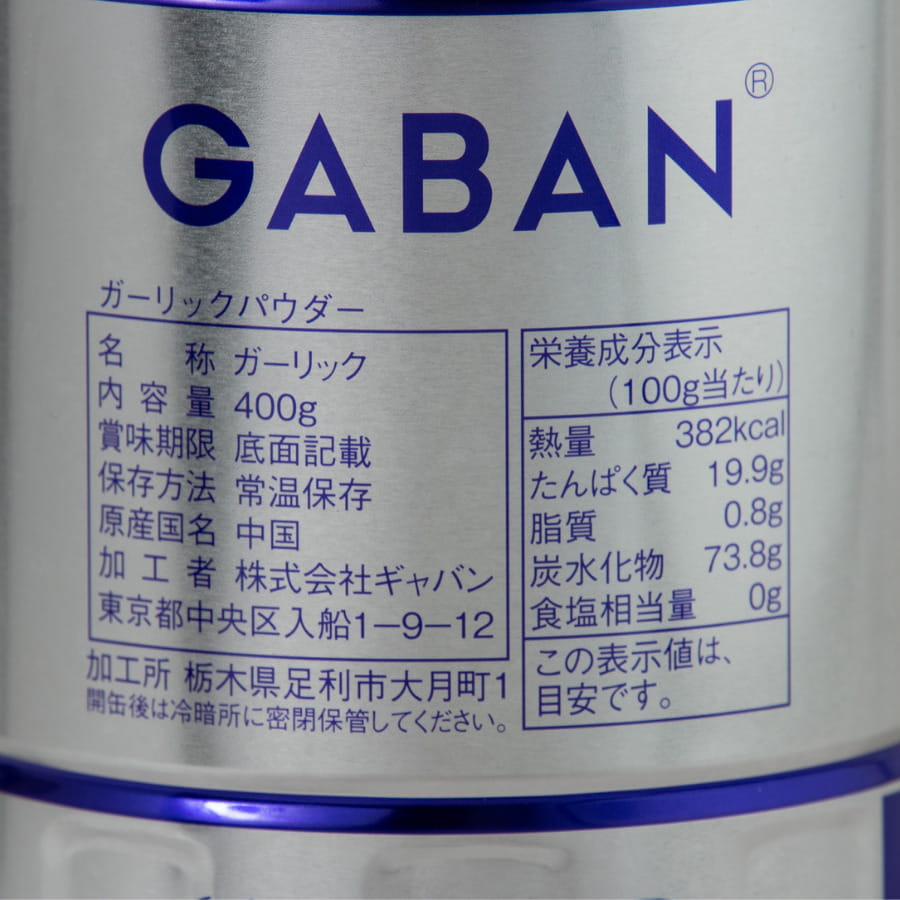 GABAN®
ガーリックパウダー
名称 ガーリック
内容量 400g
賞味期限 底面記載
保存方法 常温保存
原産国名 中国
加工者 株式会社ギャバン
東京都中央区入船1-9-12
加工所 栃木県足利市大月町1
開缶後は冷暗所に密閉保管してください。
栄養成分表示
(100g当たり)
熱量 382kcal
たんぱく質 19.9g
脂質 0.8g
炭水化物 73.8g
食塩相当量 0g
この表示値は、
目安です。